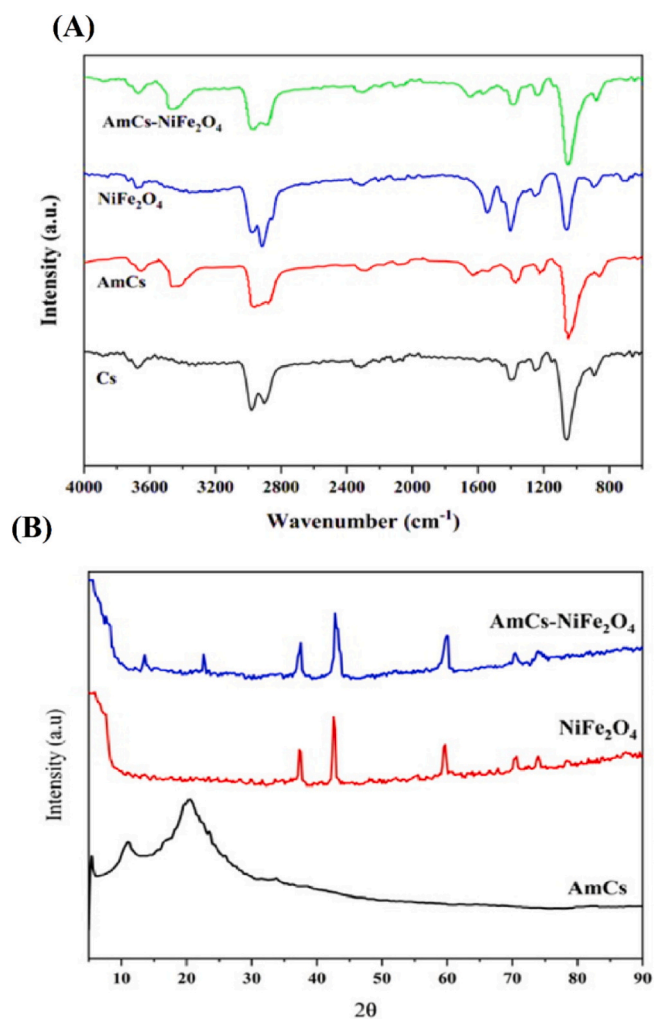 (A)
AmCs-NiFe₂O₄
NiFe₂O₄
AmCs
Cs
Intensity (a.u.)
4000 3600 3200 2800 2400 2000 1600 1200 800
Wavenumber (cm⁻¹)
(B)
AmCs-NiFe₂O₄
NiFe₂O₄
AmCs
Intensity (a.u)
10 20 30 40 50 60 70 80 90
2θ